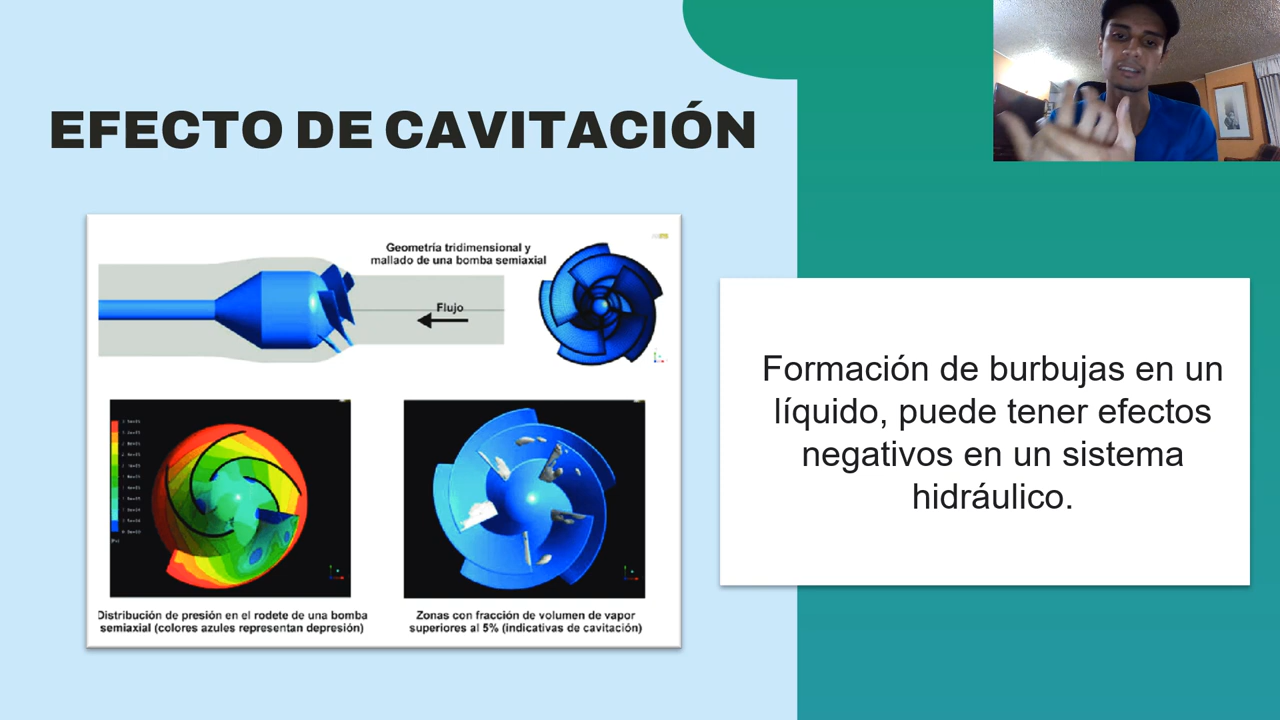 EFECTO DE CAVITACIÓN
Geometría tridimensional y
mallado de una bomba semiaxial
Flujo
Distribución de presión en el rodete de una bomba
semiaxial (colores azules representan depresión)
Zonas con fracción de volumen de vapor
superiores al 5% (indicativas de cavitación)
Formación de burbujas en un
líquido, puede tener efectos
negativos en un sistema
hidráulico.